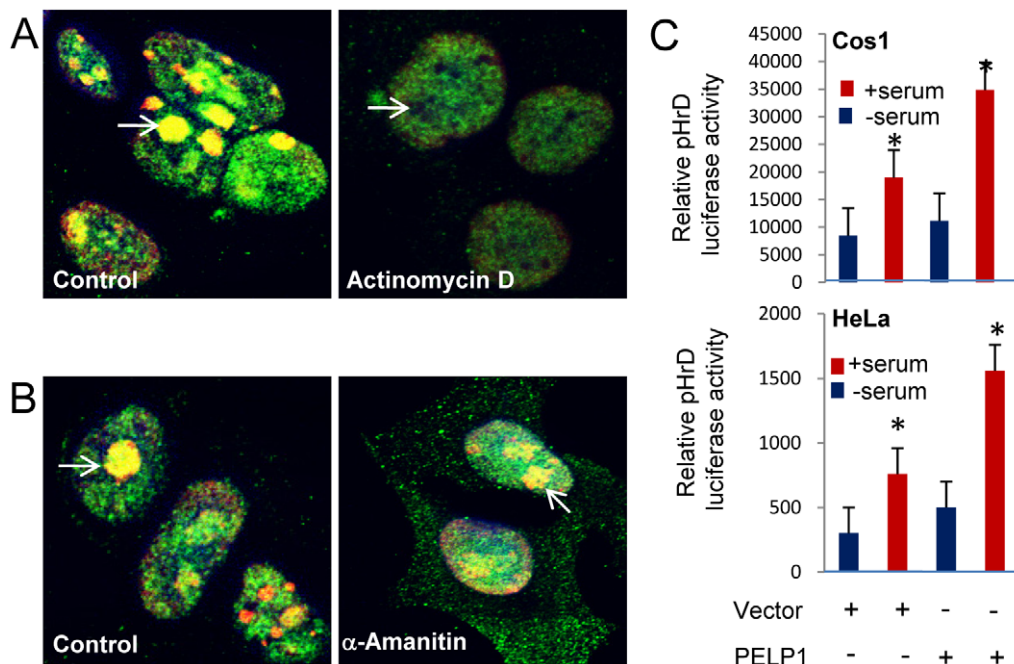 A
Control
Actinomycin D
B
Control
α-Amanitin
C
Relative pHrD
luciferase activity
45000
40000
35000
30000
25000
20000
15000
10000
5000
0
Cos1
+serum
-serum
*
*
Relative pHrD
luciferase activity
2000
1500
1000
500
0
HeLa
+serum
-serum
*
*
Vector + + - -
PELP1 - - + +